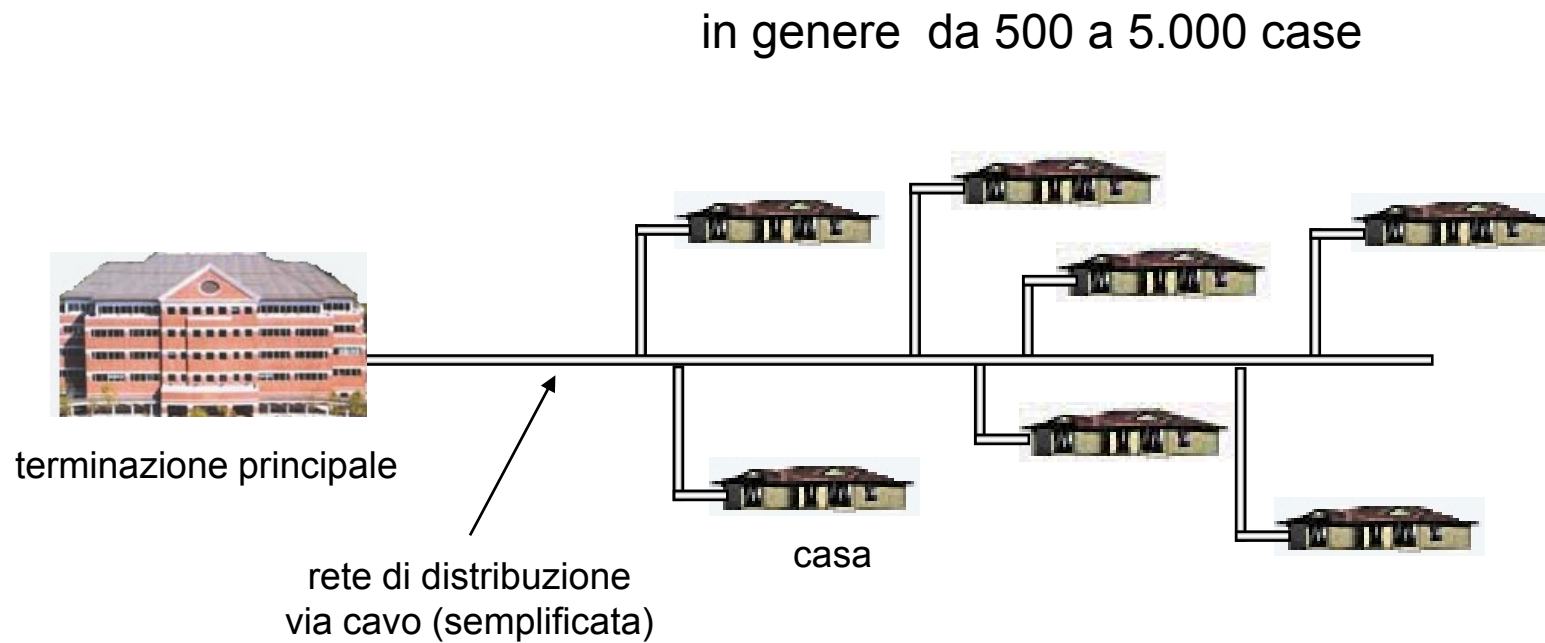 in genere da 500 a 5.000 case
terminazione principale
casa
rete di distribuzione
via cavo (semplificata)